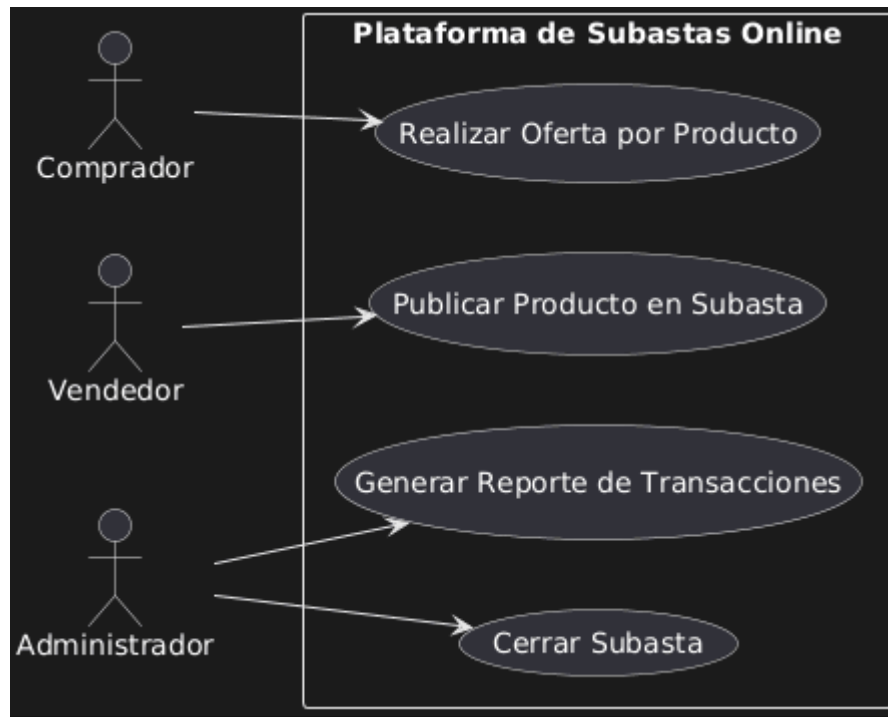 Plataforma de Subastas Online
Comprador
Realizar Oferta por Producto
Vendedor
Publicar Producto en Subasta
Generar Reporte de Transacciones
Administrador
Cerrar Subasta